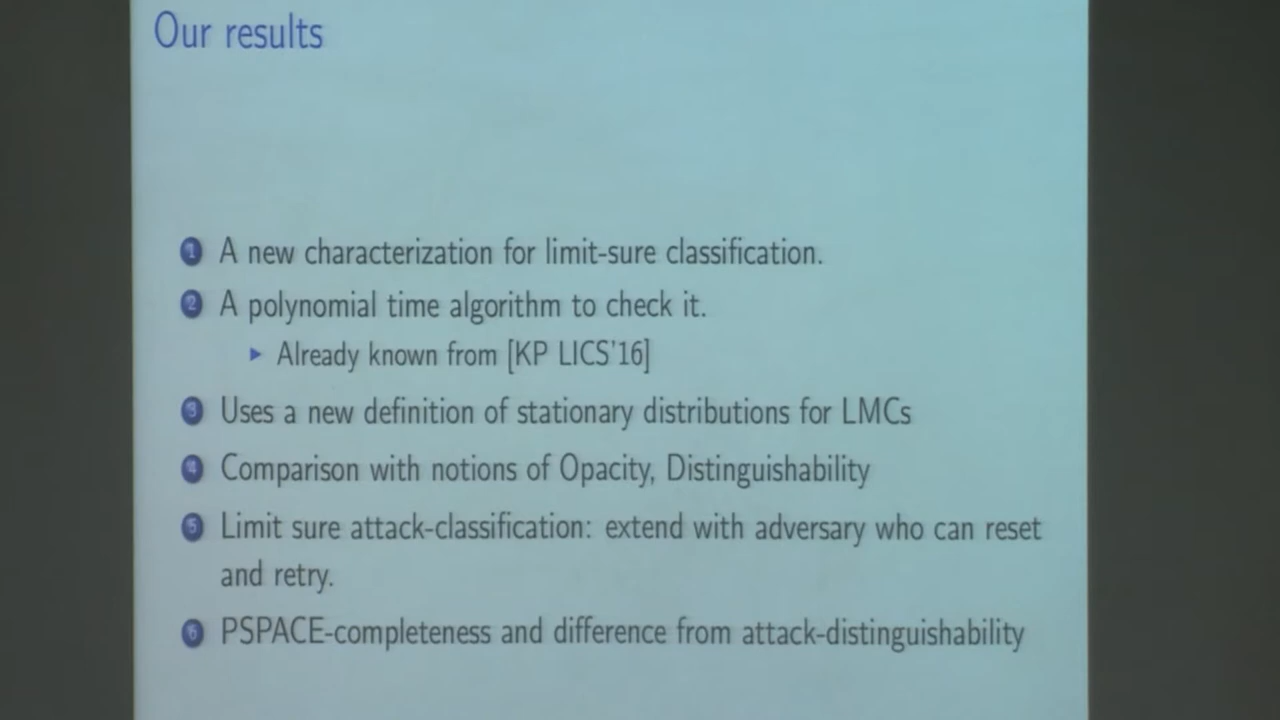 Our results
1 A new characterization for limit-sure classification.
2 A polynomial time algorithm to check it.
▶ Already known from [KP LICS'16]
3 Uses a new definition of stationary distributions for LMCs
4 Comparison with notions of Opacity, Distinguishability
5 Limit sure attack-classification: extend with adversary who can reset
and retry.
6 PSPACE-completeness and difference from attack-distinguishability